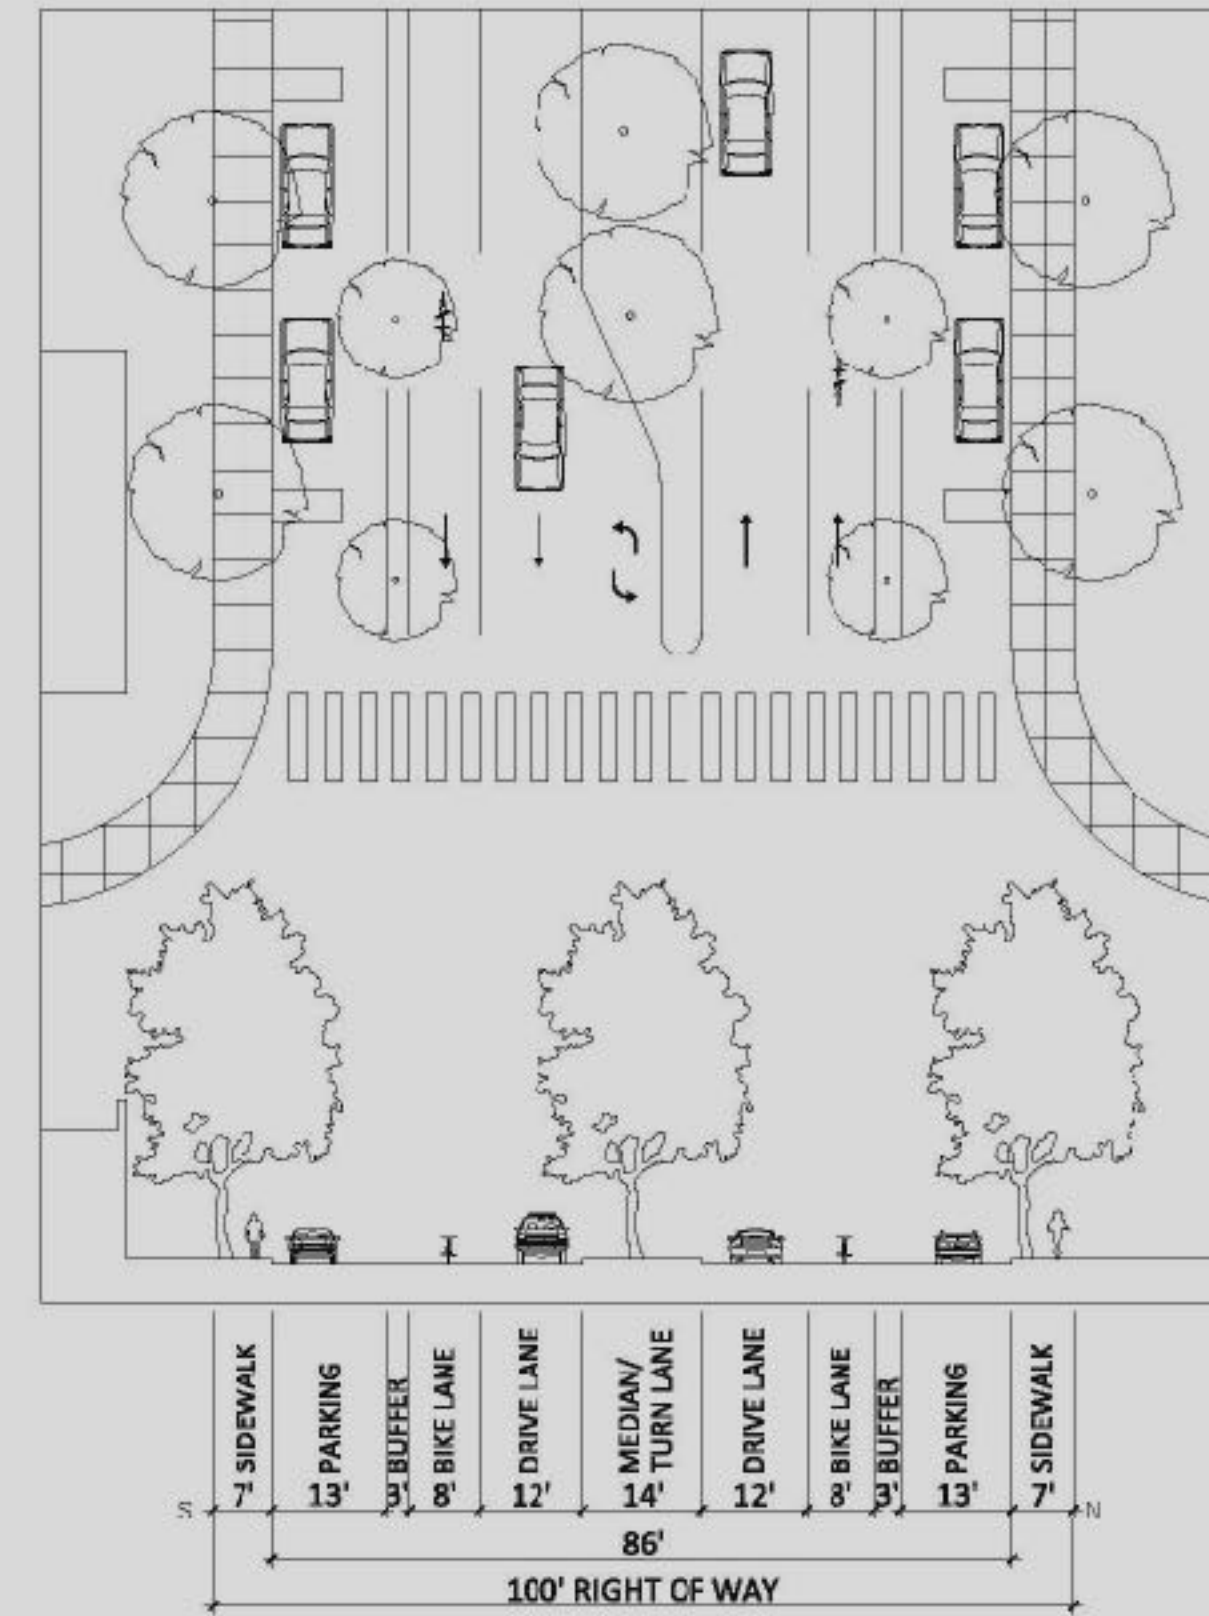 7' SIDEWALK
13' PARKING
3' BUFFER
8' BIKE LANE
12' DRIVE LANE
14' MEDIAN/
TURN LANE
12' DRIVE LANE
8' BIKE LANE
3' BUFFER
13' PARKING
7' SIDEWALK
S
N
86'
100' RIGHT OF WAY